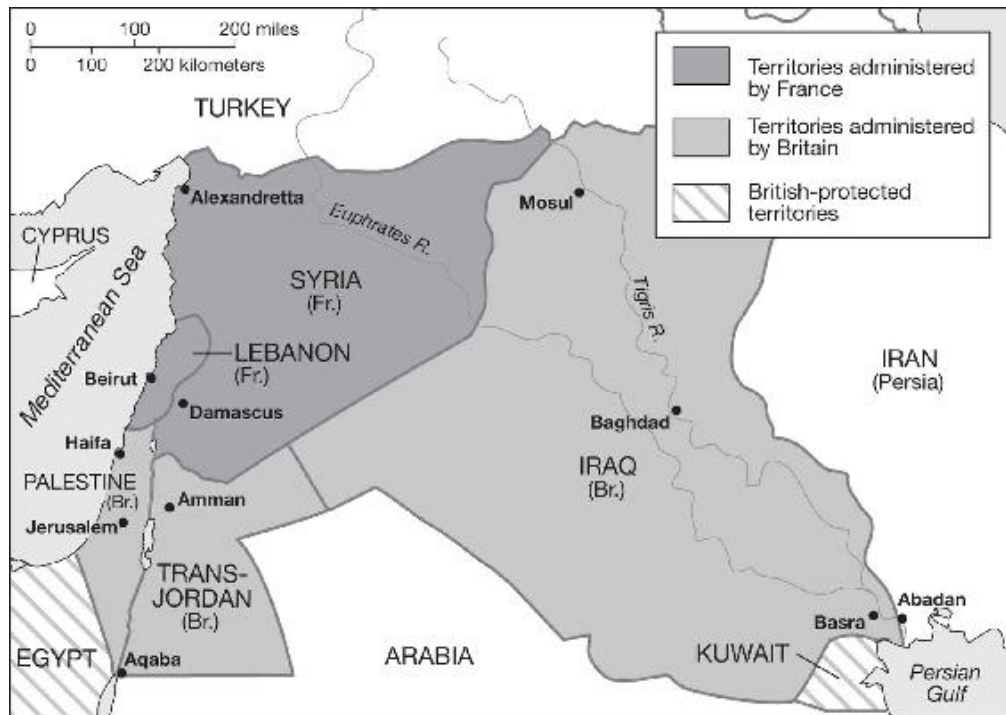 0 100 200 miles
0 100 200 kilometers
Territories administered
by France
Territories administered
by Britain
British-protected
territories
TURKEY
Alexandretta
Mosul
CYPRUS
Euphrates R.
Mediterranean Sea
SYRIA
(Fr.)
Tigris R.
LEBANON
(Fr.)
IRAN
(Persia)
Beirut
Damascus
Baghdad
Haifa
IRAQ
(Br.)
PALESTINE
(Br.)
Amman
Jerusalem
TRANS-
JORDAN
(Br.)
Basra
Abadan
EGYPT
Aqaba
ARABIA
KUWAIT
Persian
Gulf